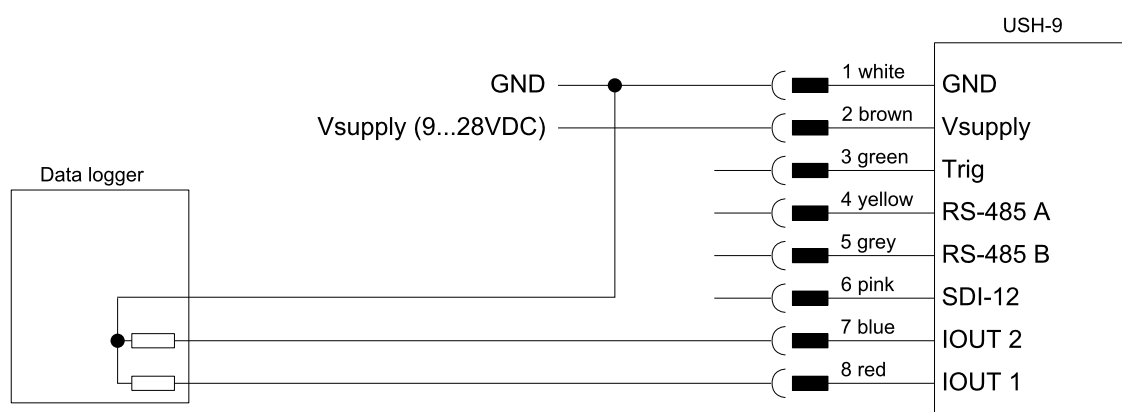 USH-9
GND 1 white GND
Vsupply (9...28VDC) 2 brown Vsupply
3 green Trig
Data logger
4 yellow RS-485 A
5 grey RS-485 B
6 pink SDI-12
7 blue IOUT 2
8 red IOUT 1